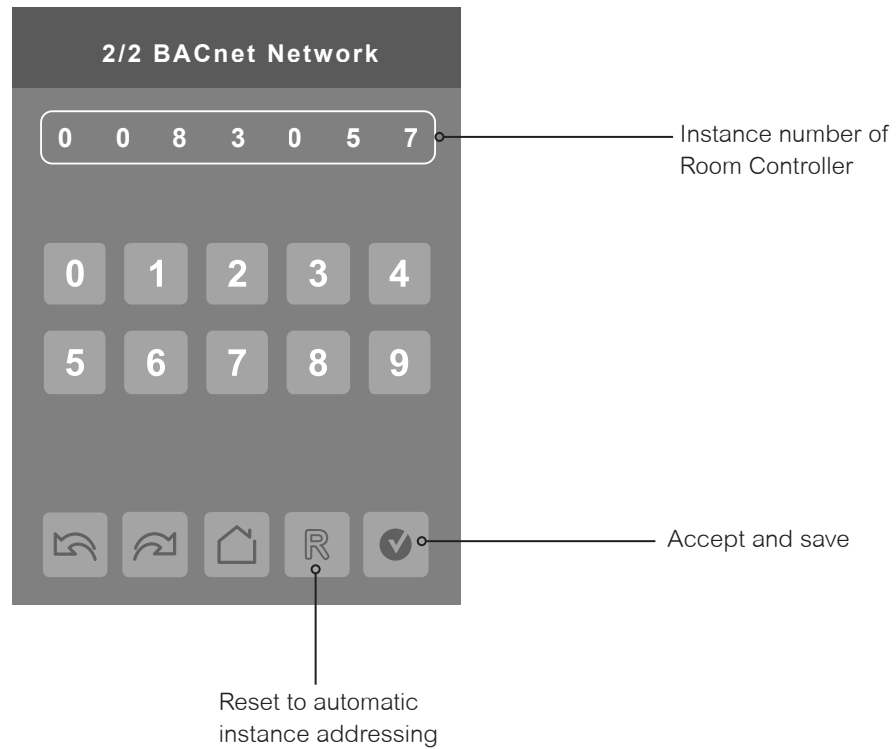 2/2 BACnet Network
0 0 8 3 0 5 7
Instance number of
Room Controller
0 1 2 3 4
5 6 7 8 9
R
Accept and save
Reset to automatic
instance addressing